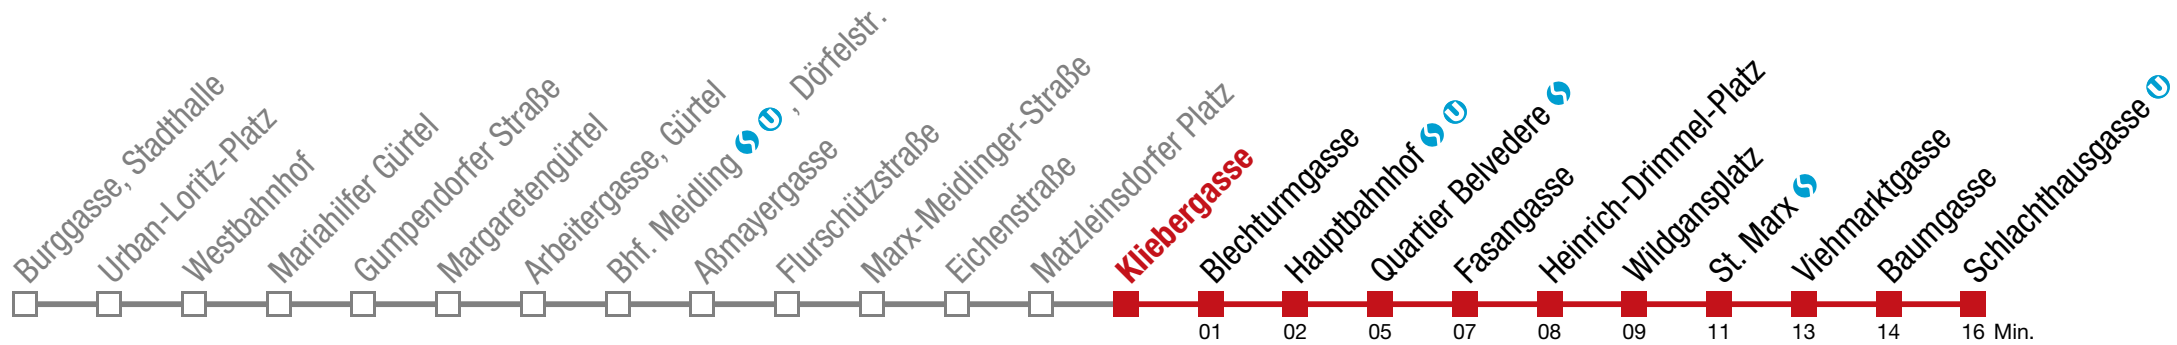 Burggasse, Stadthalle
Urban-Loritz-Platz
Westbahnhof
Mariahilfer Gürtel
Gumpendorfer Straße
Margaretengürtel
Arbeitergasse, Gürtel
Bhf. Meidling S U , Dörfelstr.
Aßmayergasse
Flurschützstraße
Marx-Meidlinger-Straße
Eichenstraße
Matzleinsdorfer Platz
Kliebergasse
Blechturmgasse
Hauptbahnhof S U
Quartier Belvedere S
Fasangasse
Heinrich-Drimmel-Platz
Wildgansplatz
St. Marx S
Viehmarktgasse
Baumgasse
Schlachthausgasse U
01 02 05 07 08 09 11 13 14 16 Min.